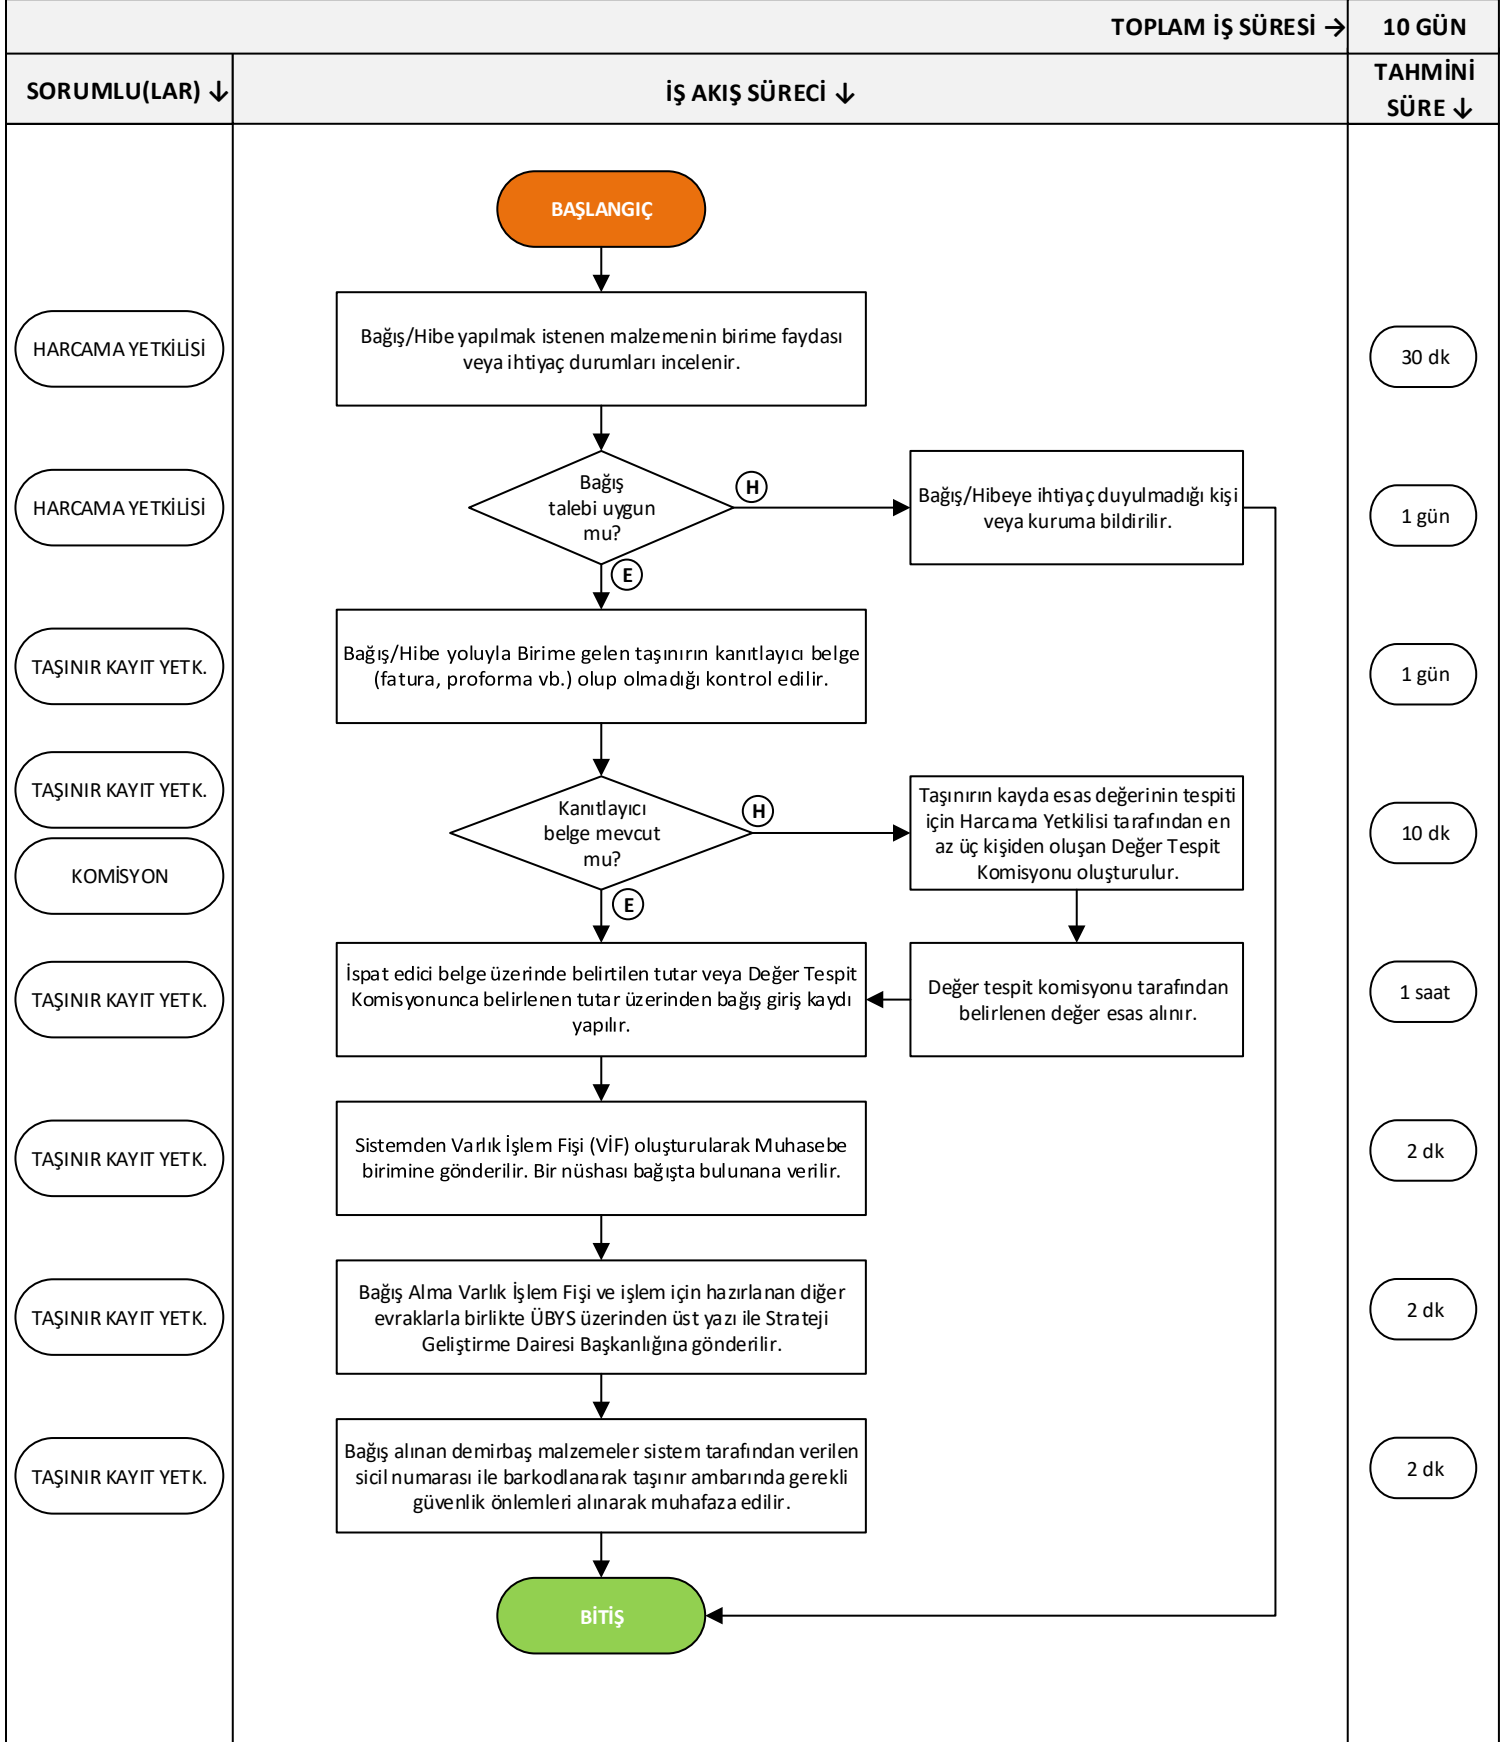 TOPLAM İŞ SÜRESİ →
10 GÜN
SORUMLU(LAR) ↓
İŞ AKIŞ SÜRECİ ↓
TAHMİNİ
SÜRE ↓
BAŞLANGIÇ
HARCAMA YETKİLİSİ
Bağış/Hibe yapılmak istenen malzemenin birime faydası
veya ihtiyaç durumları incelenir.
30 dk
HARCAMA YETKİLİSİ
Bağış
talebi uygun
mu?
H
Bağış/Hibeye ihtiyaç duyulmadığı kişi
veya kuruma bildirilir.
1 gün
E
TAŞINIR KAYIT YETK.
Bağış/Hibe yoluyla Birime gelen taşınırın kanıtlayıcı belge
(fatura, proforma vb.) olup olmadığı kontrol edilir.
1 gün
TAŞINIR KAYIT YETK.
KOMİSYON
Kanıtlayıcı
belge mevcut
mu?
H
Taşınırın kayda esas değerinin tespiti
için Harcama Yetkilisi tarafından en
az üç kişiden oluşan Değer Tespit
Komisyonu oluşturulur.
10 dk
E
TAŞINIR KAYIT YETK.
İspat edici belge üzerinde belirtilen tutar veya Değer Tespit
Komisyonunca belirlenen tutar üzerinden bağış giriş kaydı
yapılır.
Değer tespit komisyonu tarafından
belirlenen değer esas alınır.
1 saat
TAŞINIR KAYIT YETK.
Sistemden Varlık İşlem Fişi (VİF) oluşturularak Muhasebe
birimine gönderilir. Bir nüshası bağışta bulunana verilir.
2 dk
TAŞINIR KAYIT YETK.
Bağış Alma Varlık İşlem Fişi ve işlem için hazırlanan diğer
evraklarla birlikte ÜBYS üzerinden üst yazı ile Strateji
Geliştirme Dairesi Başkanlığına gönderilir.
2 dk
TAŞINIR KAYIT YETK.
Bağış alınan demirbaş malzemeler sistem tarafından verilen
sicil numarası ile barkodlanarak taşınır ambarında gerekli
güvenlik önlemleri alınarak muhafaza edilir.
2 dk
BİTİŞ